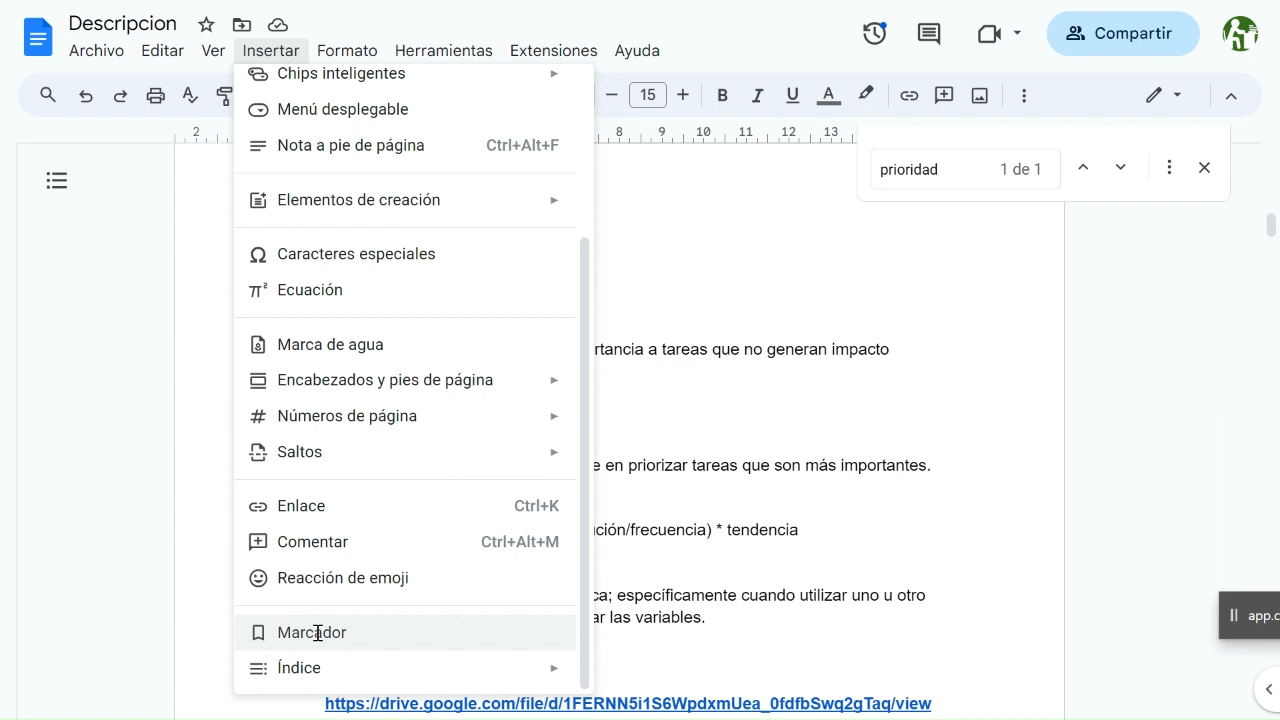 Descripcion
Archivo Editar Ver Insertar Formato Herramientas Extensiones Ayuda
Compartir
15
2 8 9 10 11 12 13
prioridad 1 de 1
Chips inteligentes
Menú desplegable
Nota a pie de página Ctrl+Alt+F
Elementos de creación
Caracteres especiales
Ecuación
Marca de agua
Encabezados y pies de página
Números de página
Saltos
Enlace Ctrl+K
Comentar Ctrl+Alt+M
Reacción de emoji
Marcador
Índice
rtancia a tareas que no generan impacto
e en priorizar tareas que son más importantes.
ción/frecuencia) * tendencia
ca; específicamente cuando utilizar uno u otro
ar las variables.
app.c
https://drive.google.com/file/d/1FERNN5i1S6WpdxmUea_0fdfbSwq2gTaq/view